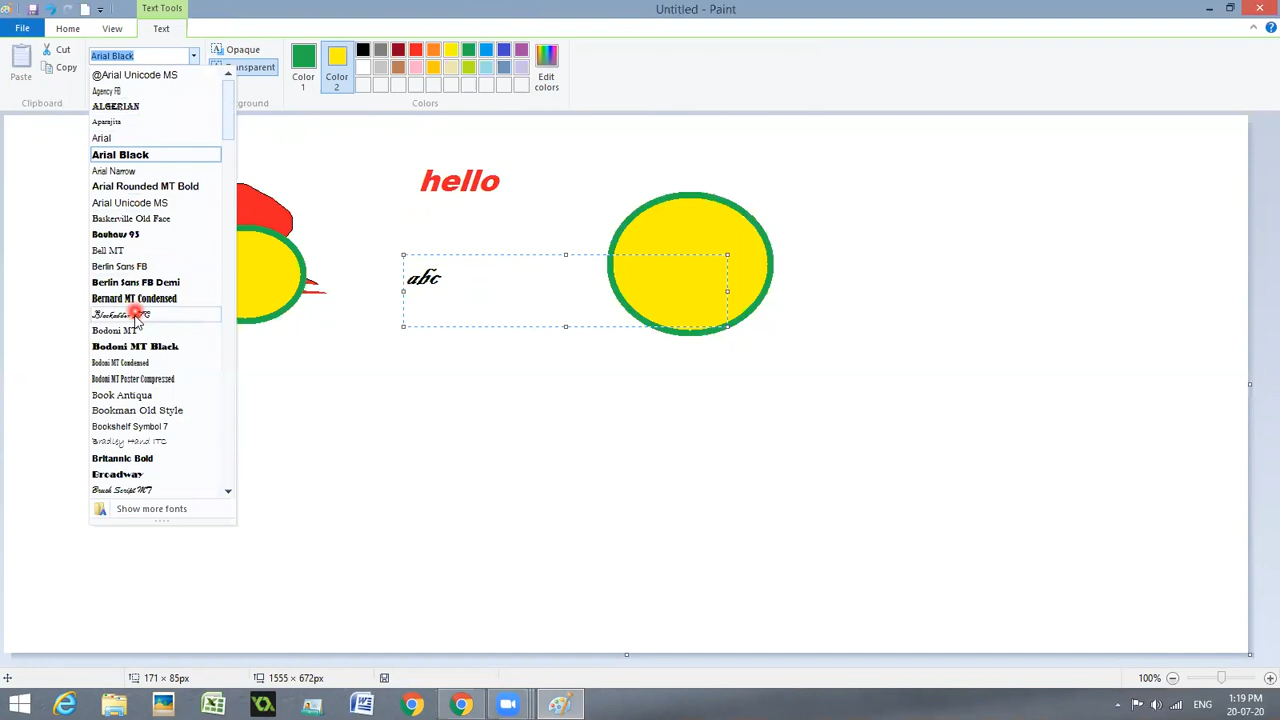 Text Tools
Untitled - Paint
File Home View Text
Paste
Cut
Copy
Clipboard
Arial Black
Opaque
Transparent
Color 1
Color 2
Edit colors
Colors
@Arial Unicode MS
Agency FB
ALGERIAN
Aparajita
Arial
Arial Black
Arial Narrow
Arial Rounded MT Bold
Arial Unicode MS
Baskerville Old Face
Bauhaus 93
Bell MT
Berlin Sans FB
Berlin Sans FB Demi
Bernard MT Condensed
Bodoni MT
Bodoni MT Black
Bodoni MT Condensed
Bodoni MT Poster Compressed
Book Antiqua
Bookman Old Style
Bookshelf Symbol 7
Bradley Hand ITC
Britannic Bold
Broadway
Brush Script MT
Show more fonts
hello
abc
171 × 85px
1555 × 672px
100%
ENG
1:19 PM
20-07-20